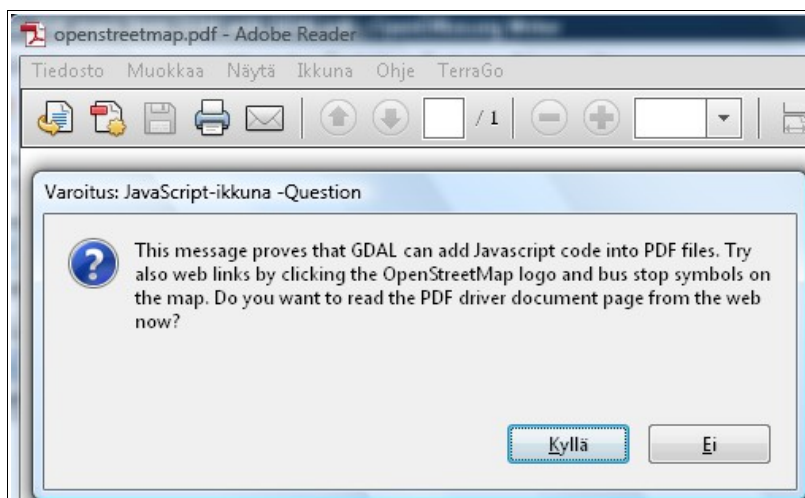 openstreetmap.pdf - Adobe Reader
Tiedosto Muokkaa Näytä Ikkuna Ohje TerraGo
/ 1
Varoitus: JavaScript-ikkuna -Question
This message proves that GDAL can add Javascript code into PDF files. Try
also web links by clicking the OpenStreetMap logo and bus stop symbols on
the map. Do you want to read the PDF driver document page from the web
now?
Kyllä Ei